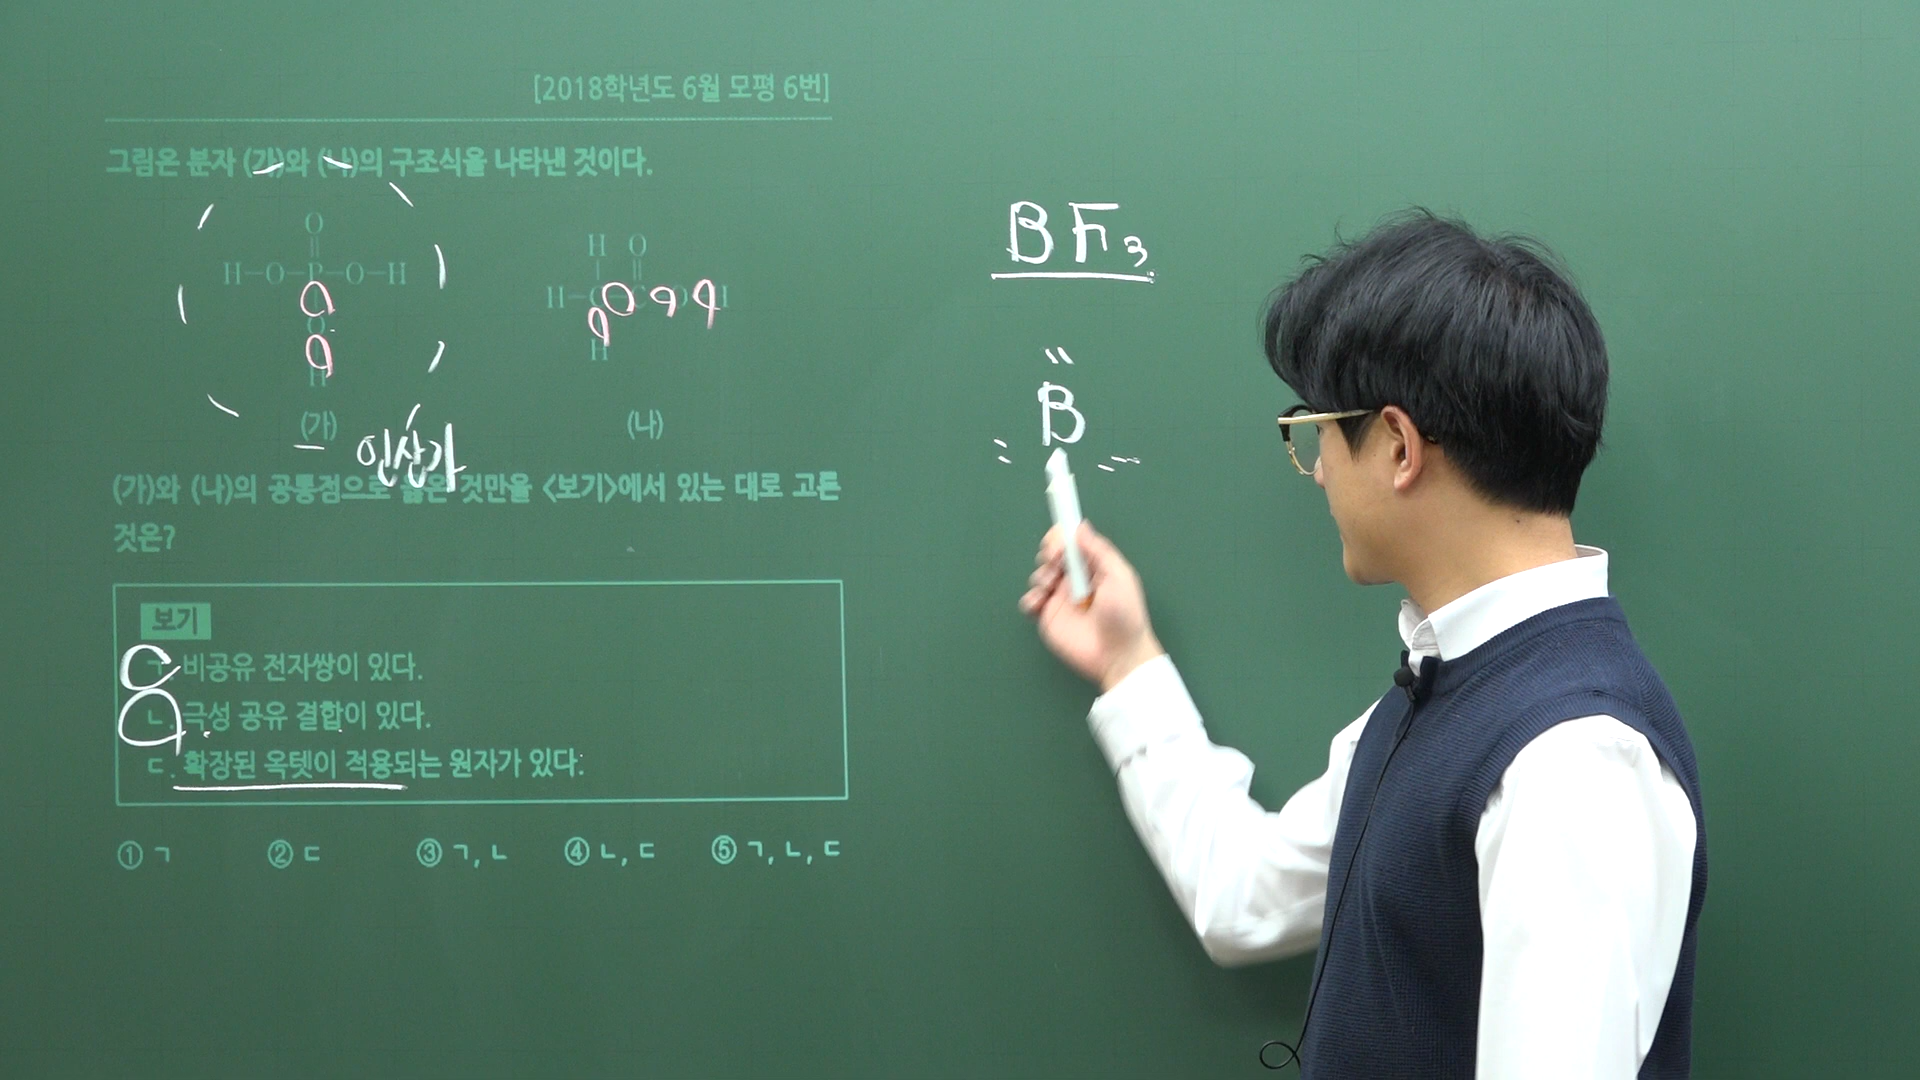 [2018학년도 6월 모평 6번]
그림은 분자 (가)와 (나)의 구조식을 나타낸 것이다.
O
H-O-P-O-H
O
H
H O
H
H
(가)
(나)
인산
(가)와 (나)의 공통점으로 옳은 것만을 <보기>에서 있는 대로 고른
것은?
보기
ㄱ. 비공유 전자쌍이 있다.
ㄴ. 극성 공유 결합이 있다.
ㄷ. 확장된 옥텟이 적용되는 원자가 있다.
① ㄱ ② ㄷ ③ ㄱ, ㄴ ④ ㄴ, ㄷ ⑤ ㄱ, ㄴ, ㄷ
BF3
B